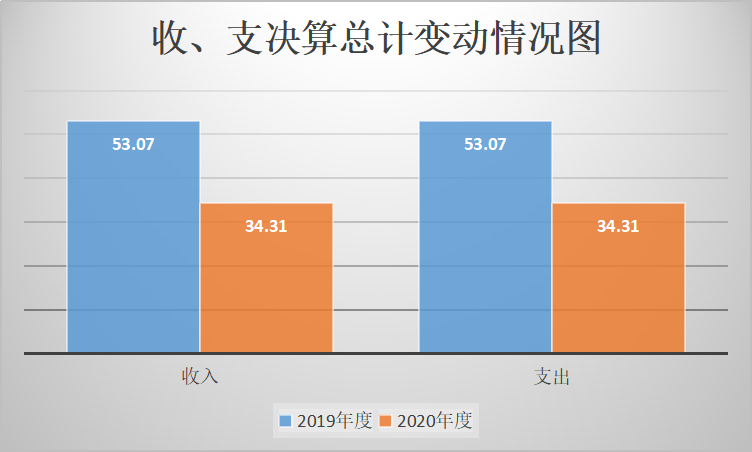 收、支决算总计变动情况图
53.07
34.31
53.07
34.31
收入
支出
2019年度
2020年度